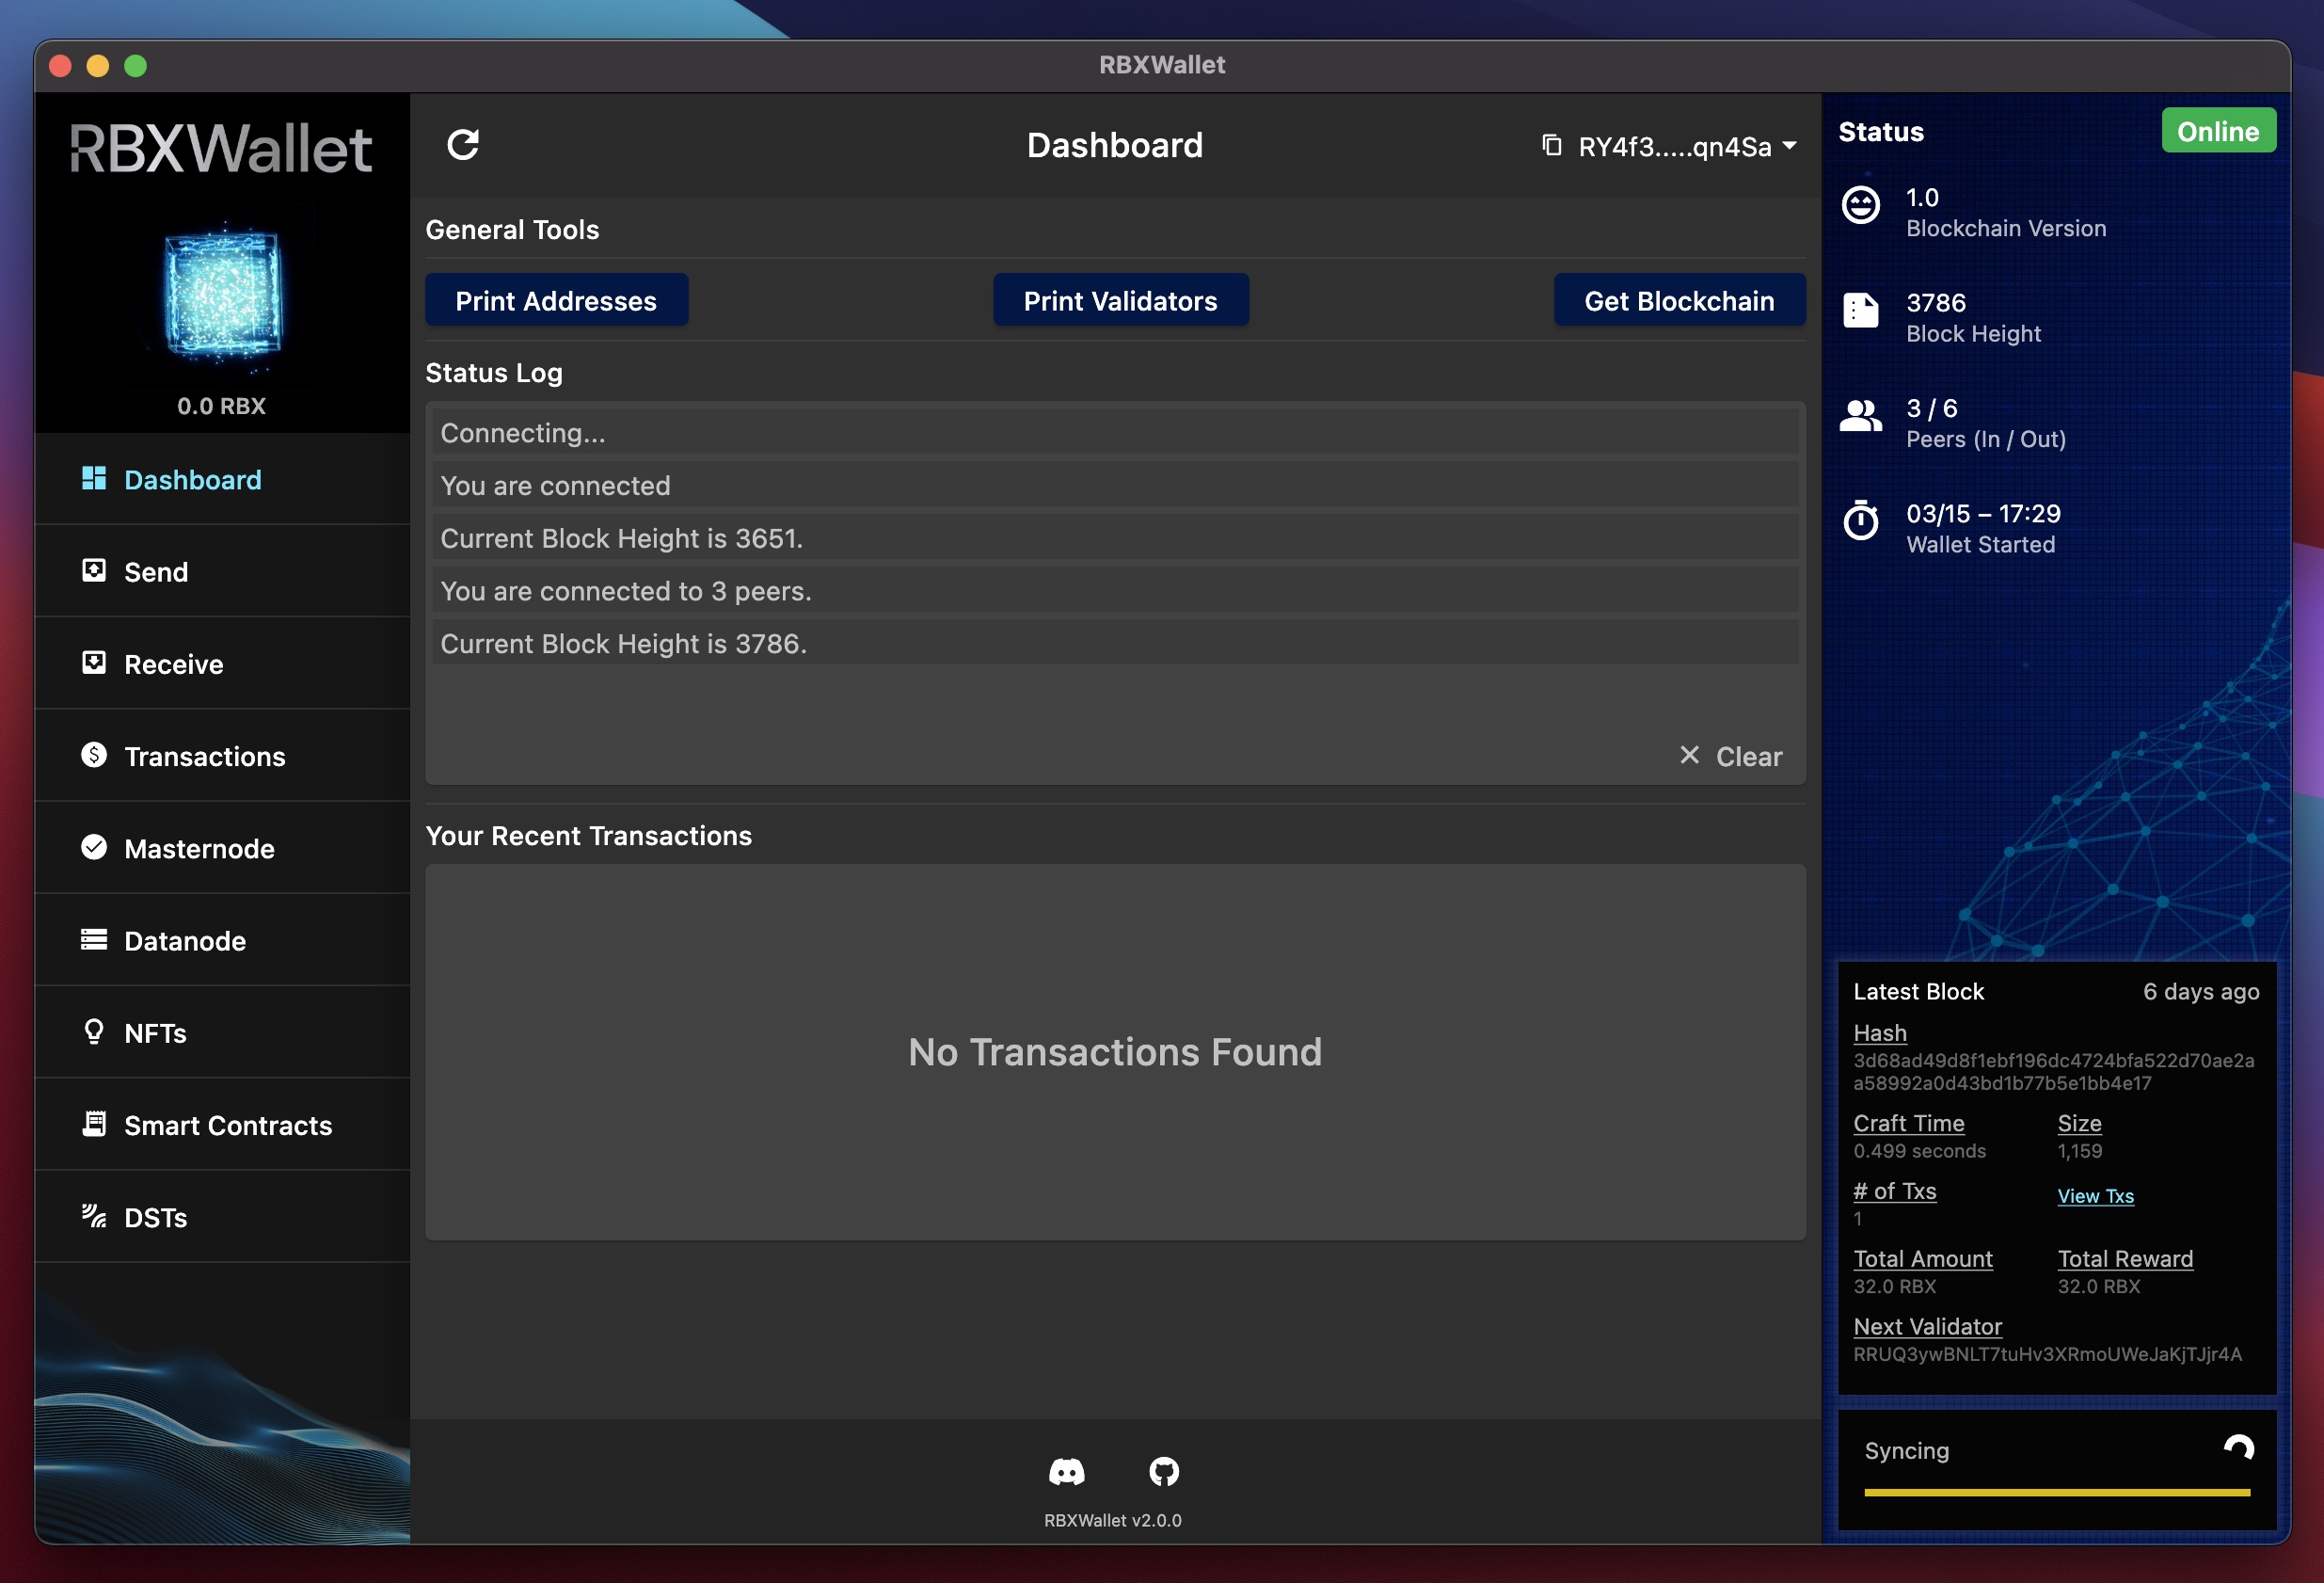 RBXWallet
RBXWallet
0.0 RBX
Dashboard
Send
Receive
Transactions
Masternode
Datanode
NFTs
Smart Contracts
DSTs
Dashboard
RY4f3.....qn4Sa
General Tools
Print Addresses
Print Validators
Get Blockchain
Status Log
Connecting...
You are connected
Current Block Height is 3651.
You are connected to 3 peers.
Current Block Height is 3786.
Clear
Your Recent Transactions
No Transactions Found
RBXWallet v2.0.0
Status
Online
1.0
Blockchain Version
3786
Block Height
3 / 6
Peers (In / Out)
03/15 – 17:29
Wallet Started
Latest Block
6 days ago
Hash
3d68ad49d8f1ebf196dc4724bfa522d70ae2a
a58992a0d43bd1b77b5e1bb4e17
Craft Time
0.499 seconds
Size
1,159
# of Txs
1
View Txs
Total Amount
32.0 RBX
Total Reward
32.0 RBX
Next Validator
RRUQ3ywBNLT7tuHv3XRmoUWeJaKjTJjr4A
Syncing